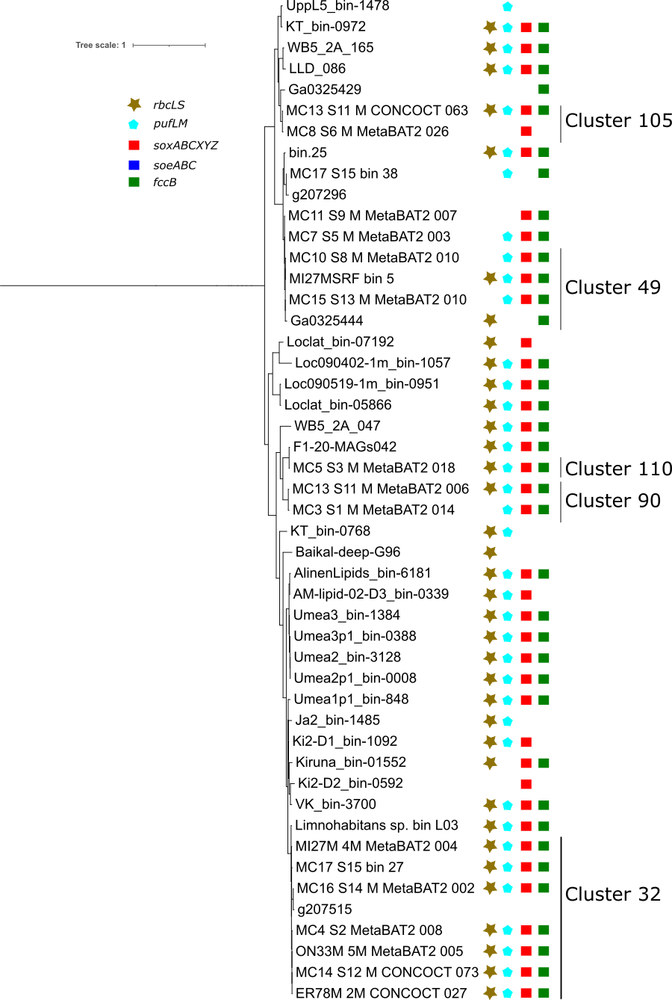 UppL5_bin-1478
KT_bin-0972
Tree scale: 1
WB5_2A_165
LLD_086
Ga0325429
rbcLS
MC13 S11 M CONCOCT 063
Cluster 105
pufLM
MC8 S6 M MetaBAT2 026
soxABCXYZ
bin.25
soeABC
MC17 S15 bin 38
fccB
g207296
MC11 S9 M MetaBAT2 007
MC7 S5 M MetaBAT2 003
MC10 S8 M MetaBAT2 010
MI27MSRF bin 5
Cluster 49
MC15 S13 M MetaBAT2 010
Ga0325444
Loclat_bin-07192
Loc090402-1m_bin-1057
Loc090519-1m_bin-0951
Loclat_bin-05866
WB5_2A_047
F1-20-MAGs042
MC5 S3 M MetaBAT2 018
Cluster 110
MC13 S11 M MetaBAT2 006
Cluster 90
MC3 S1 M MetaBAT2 014
KT_bin-0768
Baikal-deep-G96
AlinenLipids_bin-6181
AM-lipid-02-D3_bin-0339
Umea3_bin-1384
Umea3p1_bin-0388
Umea2_bin-3128
Umea2p1_bin-0008
Umea1p1_bin-848
Ja2_bin-1485
Ki2-D1_bin-1092
Kiruna_bin-01552
Ki2-D2_bin-0592
VK_bin-3700
Limnohabitans sp. bin L03
MI27M 4M MetaBAT2 004
MC17 S15 bin 27
MC16 S14 M MetaBAT2 002
Cluster 32
g207515
MC4 S2 MetaBAT2 008
ON33M 5M MetaBAT2 005
MC14 S12 M CONCOCT 073
ER78M 2M CONCOCT 027